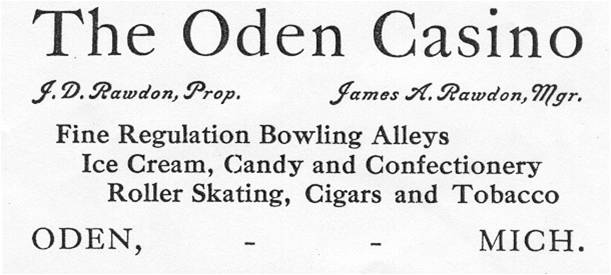 The Oden Casino
J. D. Rawdon, Prop. James A. Rawdon, Mgr.
Fine Regulation Bowling Alleys
Ice Cream, Candy and Confectionery
Roller Skating, Cigars and Tobacco
ODEN, - - MICH.